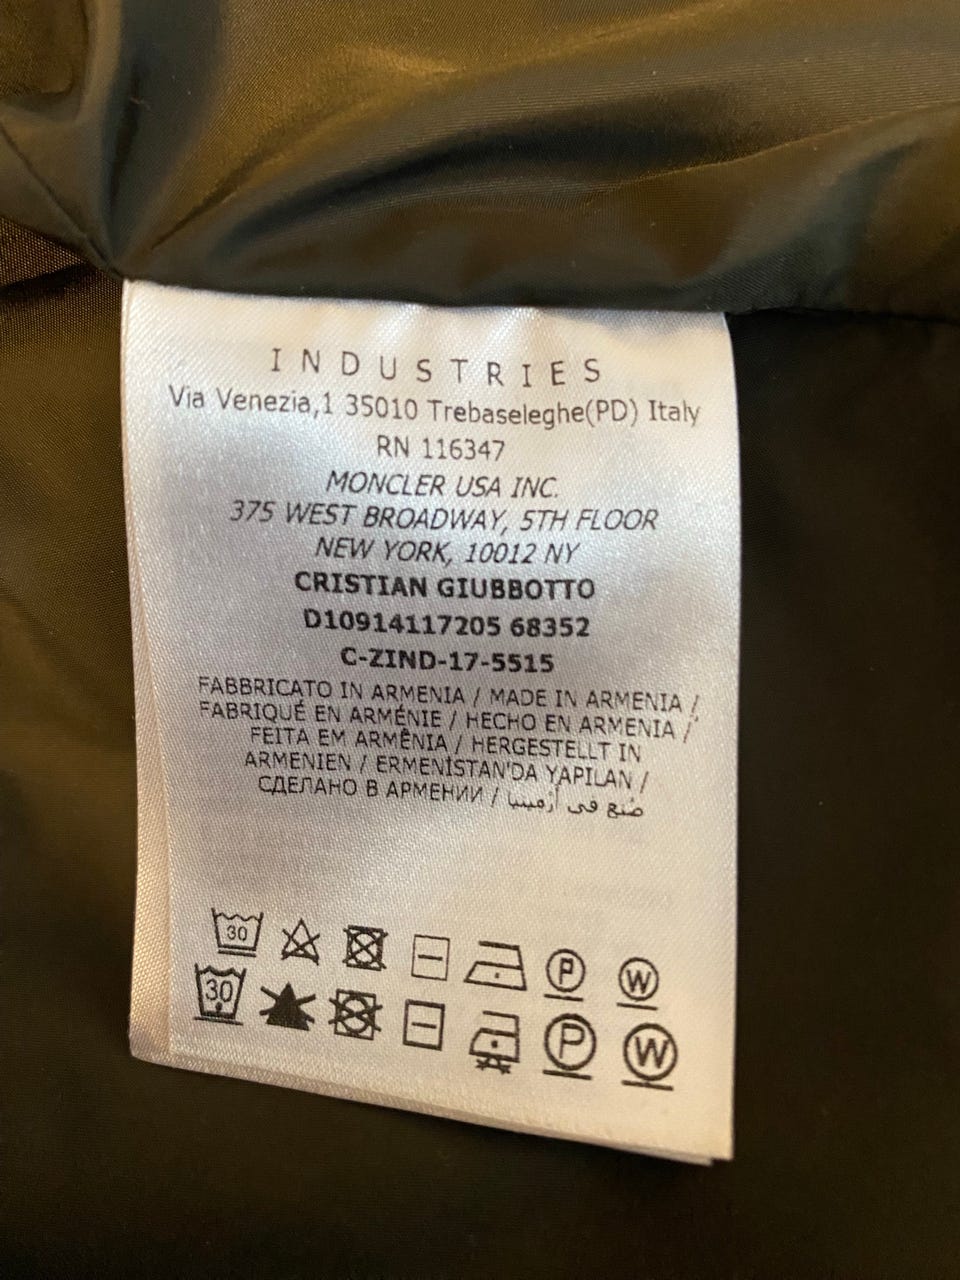 INDUSTRIES
Via Venezia,1 35010 Trebaseleghe(PD) Italy
RN 116347
MONCLER USA INC.
375 WEST BROADWAY, 5TH FLOOR
NEW YORK, 10012 NY
CRISTIAN GIUBBOTTO
D10914117205 68352
C-ZIND-17-5515
FABBRICATO IN ARMENIA / MADE IN ARMENIA /
FABRIQUÉ EN ARMÉNIE / HECHO EN ARMENIA /
FEITA EM ARMÊNIA / HERGESTELLT IN
ARMENIEN / ERMENİSTAN'DA YAPILAN /
СДЕЛАНО В АРМЕНИИ / صُنع في أرمينيا
30 P W
30 P W